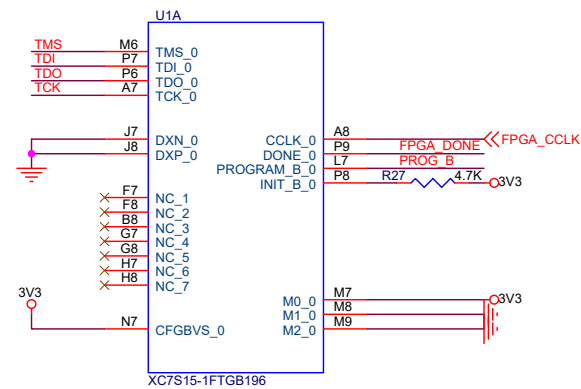 U1A
TMS M6 TMS_0
TDI P7 TDI_0
TDO P6 TDO_0
TCK A7 TCK_0
J7 DXN_0 CCLK_0 A8 FPGA_CCLK
J8 DXP_0 DONE_0 P9 FPGA_DONE
PROGRAM_B_0 L7 PROG_B
INIT_B_0 P8 R27 4.7K 3V3
F7 NC_1
F8 NC_2
B8 NC_3
G7 NC_4
G8 NC_5
H7 NC_6
H8 NC_7
3V3
M0_0 M7 3V3
M1_0 M8
N7 CFGBVS_0 M2_0 M9
XC7S15-1FTGB196